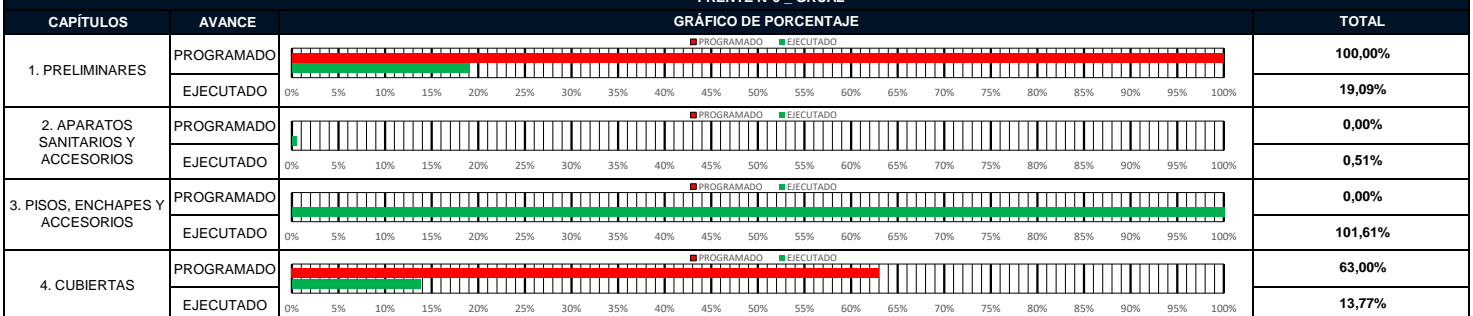 CAPÍTULOS AVANCE GRÁFICO DE PORCENTAJE TOTAL
1. PRELIMINARES
PROGRAMADO
EJECUTADO
PROGRAMADO EJECUTADO
0% 5% 10% 15% 20% 25% 30% 35% 40% 45% 50% 55% 60% 65% 70% 75% 80% 85% 90% 95% 100%
100,00%
19,09%
2. APARATOS
SANITARIOS Y
ACCESORIOS
PROGRAMADO
EJECUTADO
PROGRAMADO EJECUTADO
0% 5% 10% 15% 20% 25% 30% 35% 40% 45% 50% 55% 60% 65% 70% 75% 80% 85% 90% 95% 100%
0,00%
0,51%
3. PISOS, ENCHAPES Y
ACCESORIOS
PROGRAMADO
EJECUTADO
PROGRAMADO EJECUTADO
0% 5% 10% 15% 20% 25% 30% 35% 40% 45% 50% 55% 60% 65% 70% 75% 80% 85% 90% 95% 100%
0,00%
101,61%
4. CUBIERTAS
PROGRAMADO
EJECUTADO
PROGRAMADO EJECUTADO
0% 5% 10% 15% 20% 25% 30% 35% 40% 45% 50% 55% 60% 65% 70% 75% 80% 85% 90% 95% 100%
63,00%
13,77%